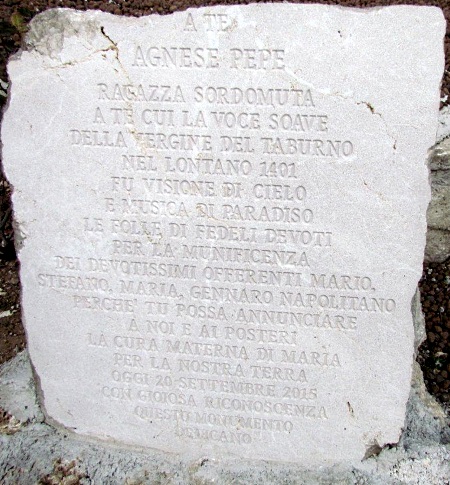 A TE
AGNESE PEPE
RAGAZZA SORDOMUTA
A TE CUI LA VOCE SOAVE
DELLA VERGINE DEL TABURNO
NEL LONTANO 1401
FU VISIONE DI CIELO
E MUSICA DI PARADISO
LE FOLLE DI FEDELI DEVOTI
PER LA MUNIFICENZA
DEI DEVOTISSIMI OFFERENTI MARIO,
STEFANO, MARIA, GENNARO NAPOLITANO
PERCHE' TU POSSA ANNUNCIARE
A NOI E AI POSTERI
LA CURA MATERNA DI MARIA
PER LA NOSTRA TERRA
OGGI 20 SETTEMBRE 2015
CON GIOIOSA RICONOSCENZA
QUESTO MONUMENTO
DEDICANO